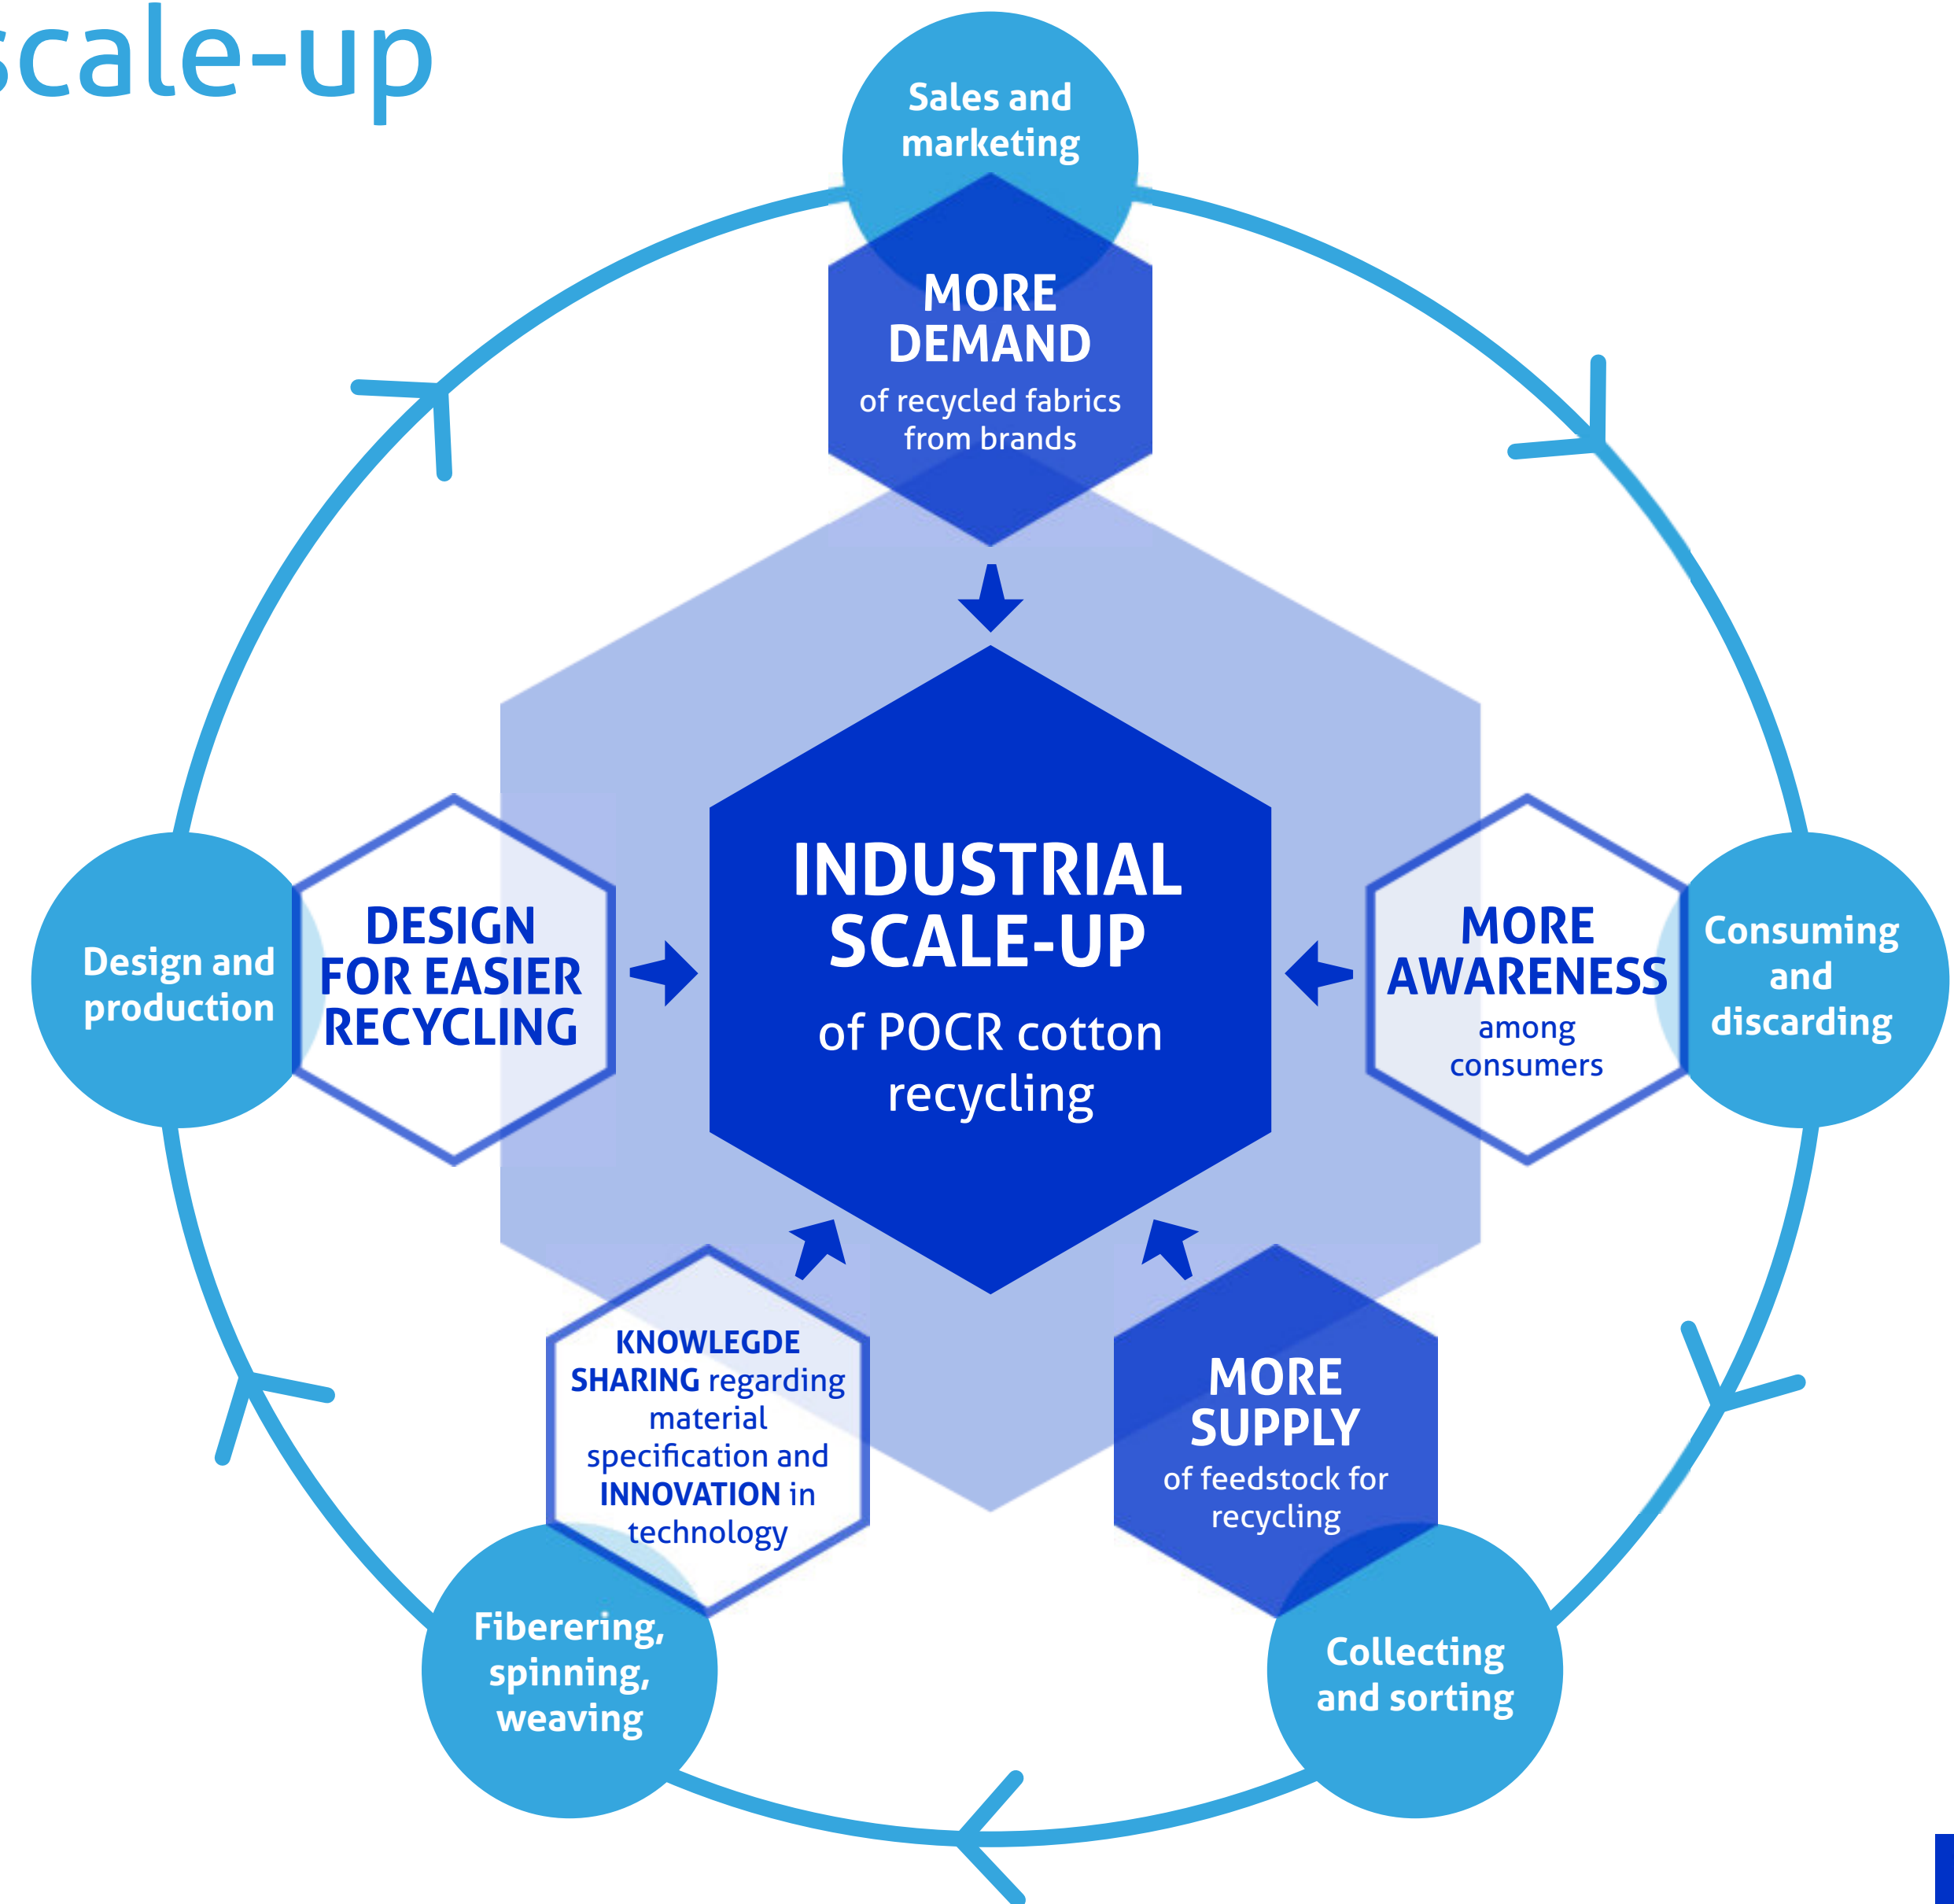 scale-up
Sales and
marketing
MORE
DEMAND
of recycled fabrics
from brands
Design and
production
DESIGN
FOR EASIER
RECYCLING
INDUSTRIAL
SCALE-UP
of POCR cotton
recycling
MORE
AWARENESS
among
consumers
Consuming
and
discarding
KNOWLEGDE
SHARING regarding
material
specification and
INNOVATION in
technology
MORE
SUPPLY
of feedstock for
recycling
Fiberering,
spinning,
weaving
Collecting
and sorting